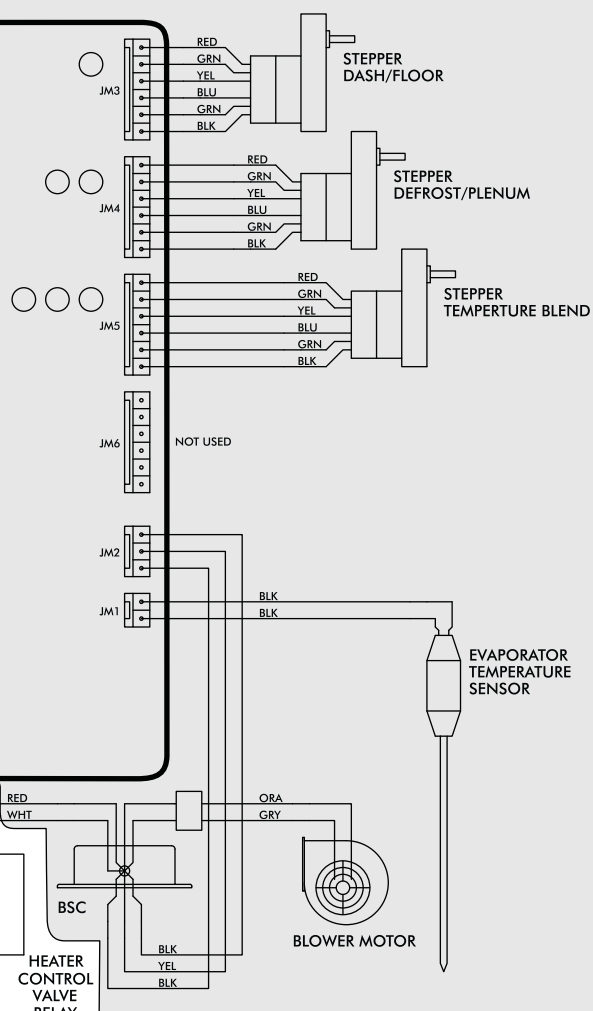 RED
GRN
YEL
BLU
GRN
BLK
JM3
STEPPER
DASH/FLOOR
RED
GRN
YEL
BLU
GRN
BLK
JM4
STEPPER
DEFROST/PLENUM
RED
GRN
YEL
BLU
GRN
BLK
JM5
STEPPER
TEMPERTURE BLEND
JM6
NOT USED
JM2
JM1
BLK
BLK
EVAPORATOR
TEMPERATURE
SENSOR
RED
WHT
ORA
GRY
BSC
BLOWER MOTOR
BLK
YEL
BLK
HEATER
CONTROL
VALVE
RELAY